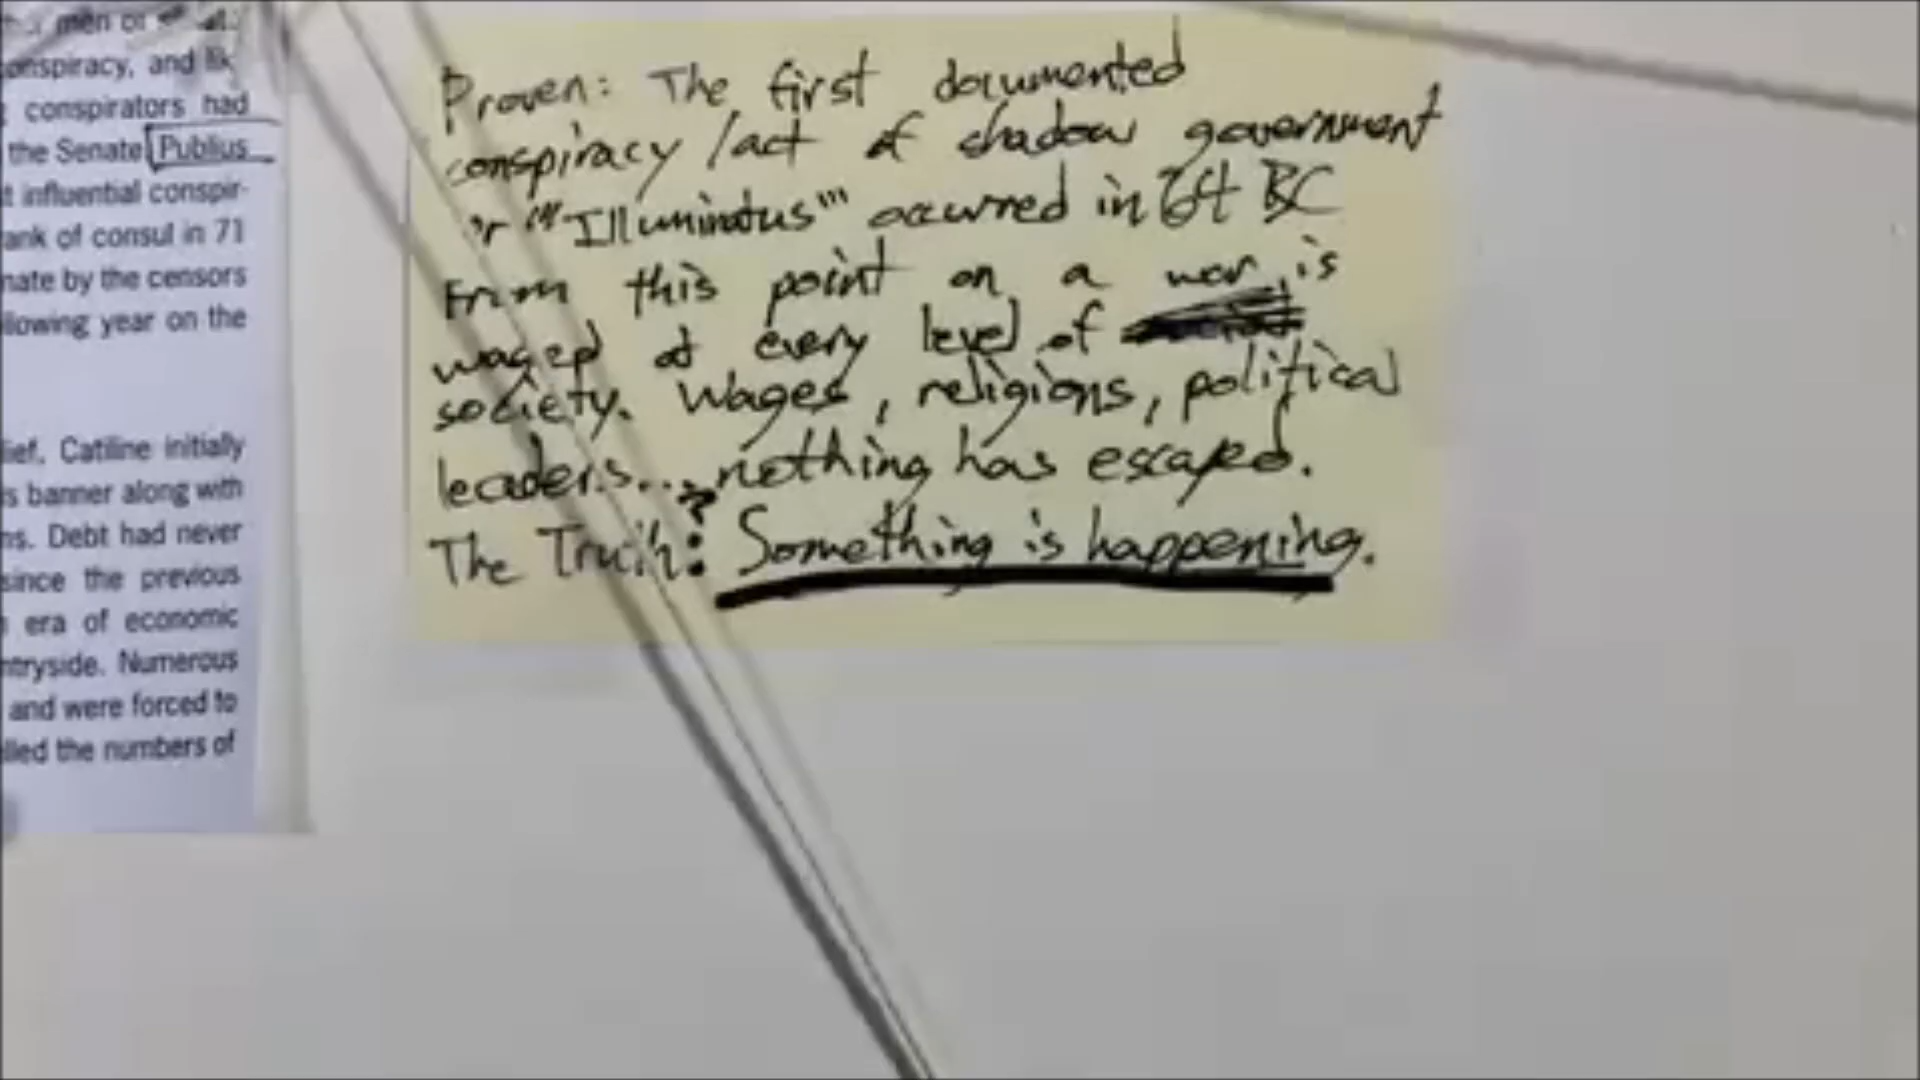 men of
onspiracy, and lik
conspirators had
the Senate Publius
t influential conspir-
ank of consul in 71
nate by the censors
llowing year on the
ief. Catiline initially
s banner along with
ns. Debt had never
since the previous
era of economic
ntryside. Numerous
and were forced to
lled the numbers of
Proven: The first documented
conspiracy /act of shadow government
or "'"Illuminatus"'" occurred in 64 BC
From this point on a war is
waged at every level of
society. Wages, religions, political
leaders... nothing has escaped.
The Truth: Something is happening.